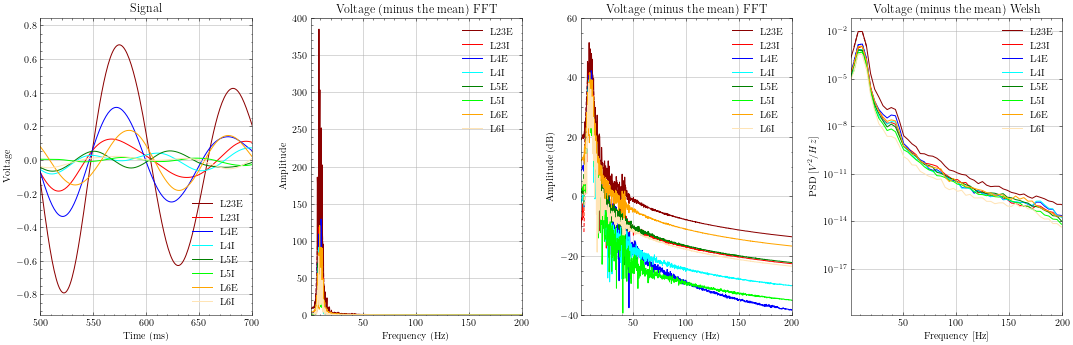 Signal
Voltage
0.8
0.6
0.4
0.2
0.0
−0.2
−0.4
−0.6
−0.8
500
550
600
650
700
Time (ms)
L23E
L23I
L4E
L4I
L5E
L5I
L6E
L6I
Voltage (minus the mean) FFT
Amplitude
400
350
300
250
200
150
100
50
0
50
100
150
200
Frequency (Hz)
L23E
L23I
L4E
L4I
L5E
L5I
L6E
L6I
Voltage (minus the mean) FFT
Amplitude (dB)
60
40
20
0
−20
−40
50
100
150
200
Frequency (Hz)
L23E
L23I
L4E
L4I
L5E
L5I
L6E
L6I
Voltage (minus the mean) Welsh
PSD [V²/Hz]
10⁻²
10⁻⁵
10⁻⁸
10⁻¹¹
10⁻¹⁴
10⁻¹⁷
50
100
150
200
Frequency [Hz]
L23E
L23I
L4E
L4I
L5E
L5I
L6E
L6I